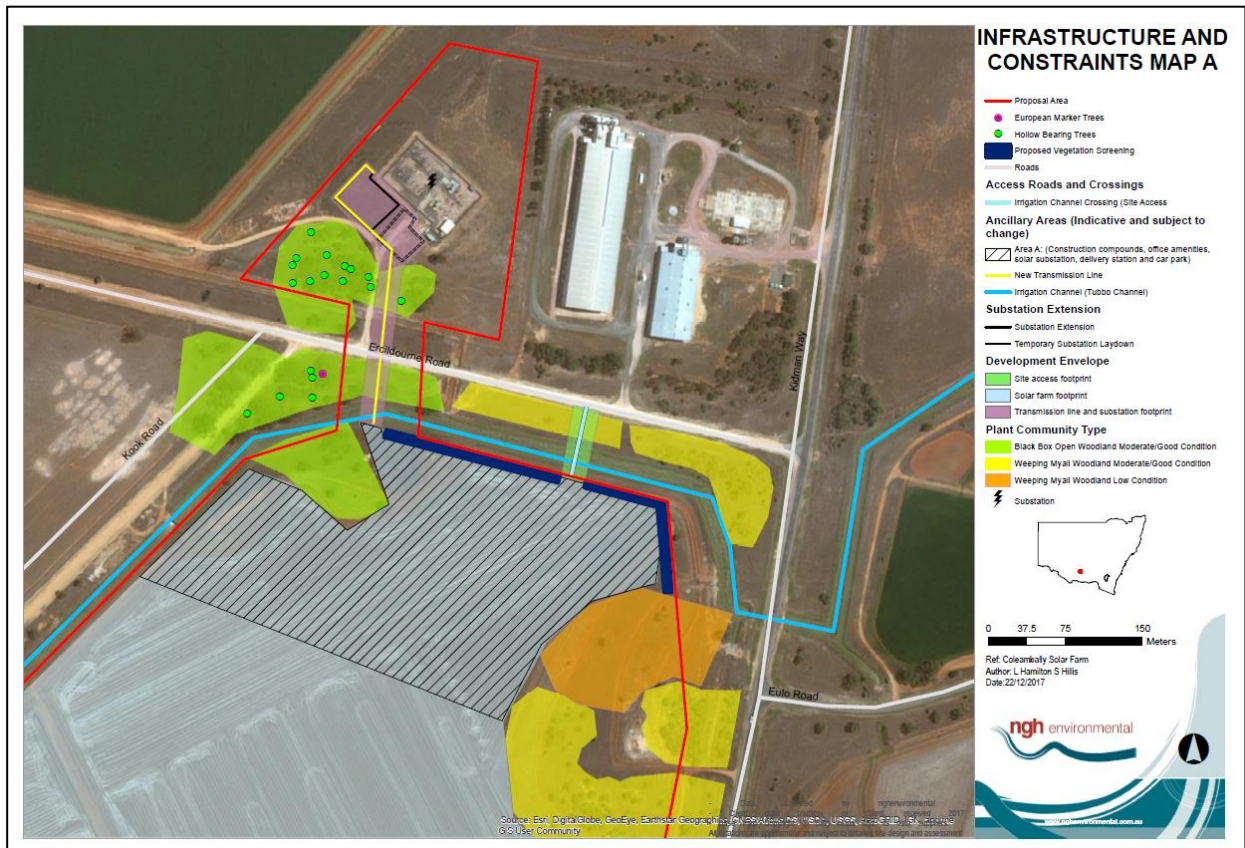 INFRASTRUCTURE AND
CONSTRAINTS MAP A
Proposal Area
European Marker Trees
Hollow Bearing Trees
Proposed Vegetation Screening
Roads
Access Roads and Crossings
Irrigation Channel Crossing (Site Access
Ancillary Areas (Indicative and subject to
change)
Area A: (Construction compounds, office amenities,
solar substation, delivery station and car park)
New Transmission Line
Irrigation Channel (Tubbo Channel)
Substation Extension
Substation Extension
Temporary Substation Laydown
Development Envelope
Site access footprint
Solar farm footprint
Transmission line and substation footprint
Plant Community Type
Black Box Open Woodland Moderate/Good Condition
Weeping Myall Woodland Moderate/Good Condition
Weeping Myall Woodland Low Condition
Substation
0 37.5 75 150
Meters
Ref: Coleambally Solar Farm
Author: L Hamilton S Hillis
Date:22/12/2017
ngh environmental
www.nghenvironmental.com.au
Ercildourne Road
Kidman Way
Kook Road
Eulo Road
Source: Esri, DigitalGlobe, GeoEye, Earthstar Geographics,
GIS User Community